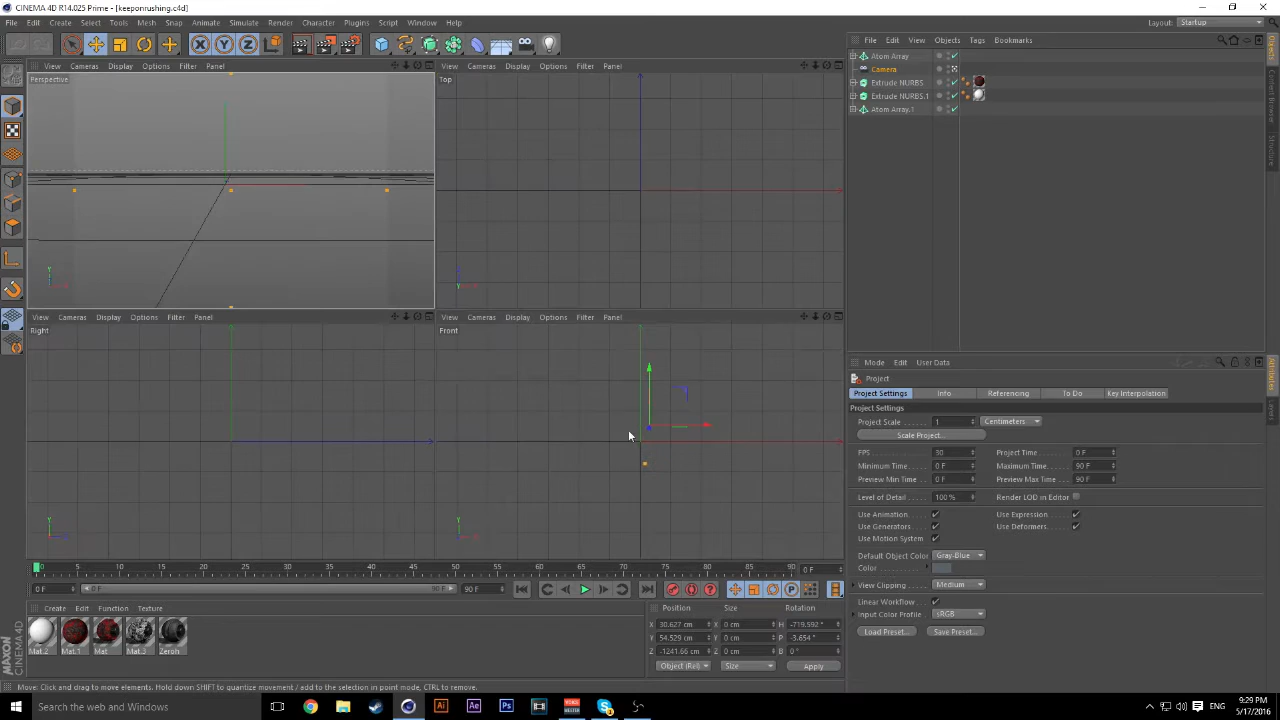 CINEMA 4D R14.025 Prime - [keeponrushing.c4d]
File Edit Create Select Tools Mesh Snap Animate Simulate Render Character Plugins Script Window Help
Layout: Startup
View Cameras Display Options Filter Panel
Perspective
View Cameras Display Options Filter Panel
Top
View Cameras Display Options Filter Panel
Right
View Cameras Display Options Filter Panel
Front
File Edit View Objects Tags Bookmarks
Atom Array
Camera
Extrude NURBS
Extrude NURBS.1
Atom Array.1
Objects
Content Browser
Structure
Mode Edit User Data
Project
Project Settings Info Referencing To Do Key Interpolation
Project Settings
Project Scale 1 Centimeters
Scale Project...
FPS 30 Project Time 0 F
Minimum Time 0 F Maximum Time 90 F
Preview Min Time 0 F Preview Max Time 90 F
Level of Detail 100 % Render LOD in Editor
Use Animation Use Expression
Use Generators Use Deformers
Use Motion System
Default Object Color Gray-Blue
Color
View Clipping Medium
Linear Workflow
Input Color Profile sRGB
Load Preset... Save Preset...
Attributes
Layers
0 5 10 15 20 25 30 35 40 45 50 55 60 65 70 75 80 85 90 0 F
0 F 0 F 90 F 90 F
Create Edit Function Texture
Mat.2 Mat.1 Mat Mat.3 Zeroh
Position Size Rotation
X 30.627 cm X 0 cm H -719.592 °
Y 54.529 cm Y 0 cm P -3.654 °
Z -1241.66 cm Z 0 cm B 0 °
Object (Rel) Size Apply
MAXON CINEMA 4D
Move: Click and drag to move elements. Hold down SHIFT to quantize movement / add to the selection in point mode, CTRL to remove.
Search the web and Windows
ENG
9:29 PM
5/17/2016